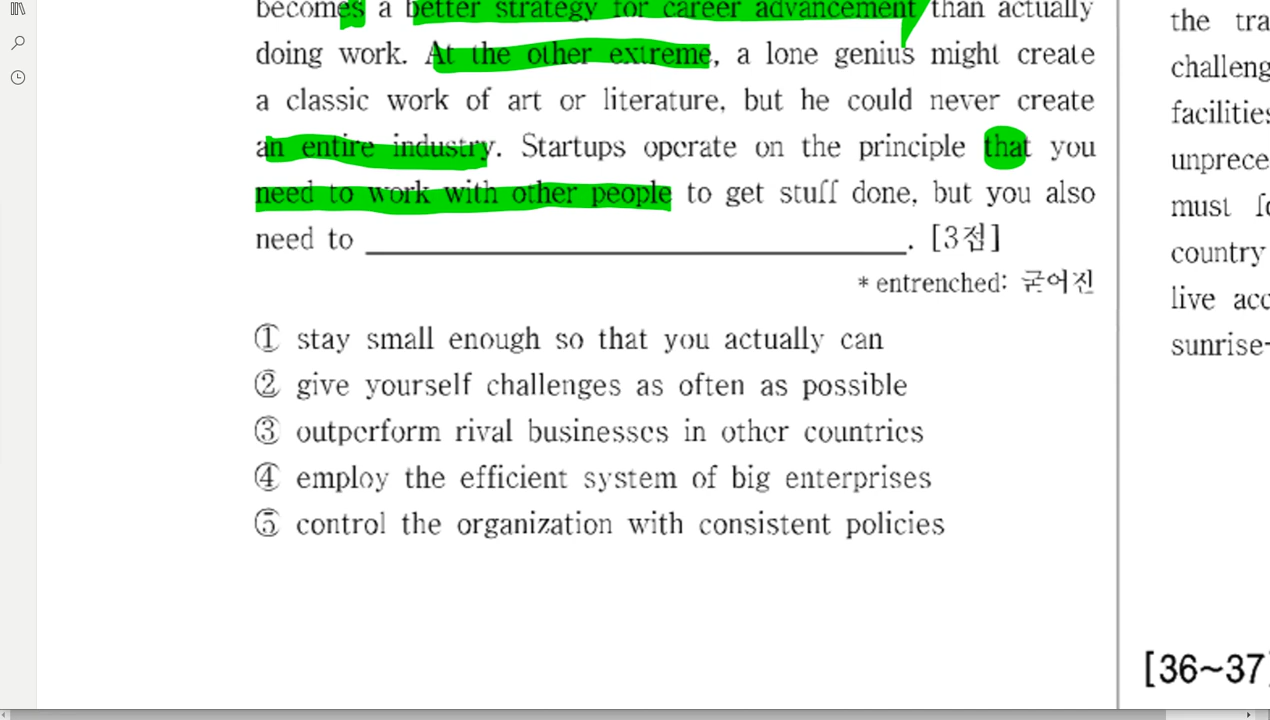 becomes a better strategy for career advancement than actually
doing work. At the other extreme, a lone genius might create
a classic work of art or literature, but he could never create
an entire industry. Startups operate on the principle that you
need to work with other people to get stuff done, but you also
need to ____________________. [3점]
* entrenched: 굳어진
① stay small enough so that you actually can
② give yourself challenges as often as possible
③ outperform rival businesses in other countries
④ employ the efficient system of big enterprises
⑤ control the organization with consistent policies
the tra
challeng
facilities
unprece
must fo
country
live acc
sunrise-
[36~37]